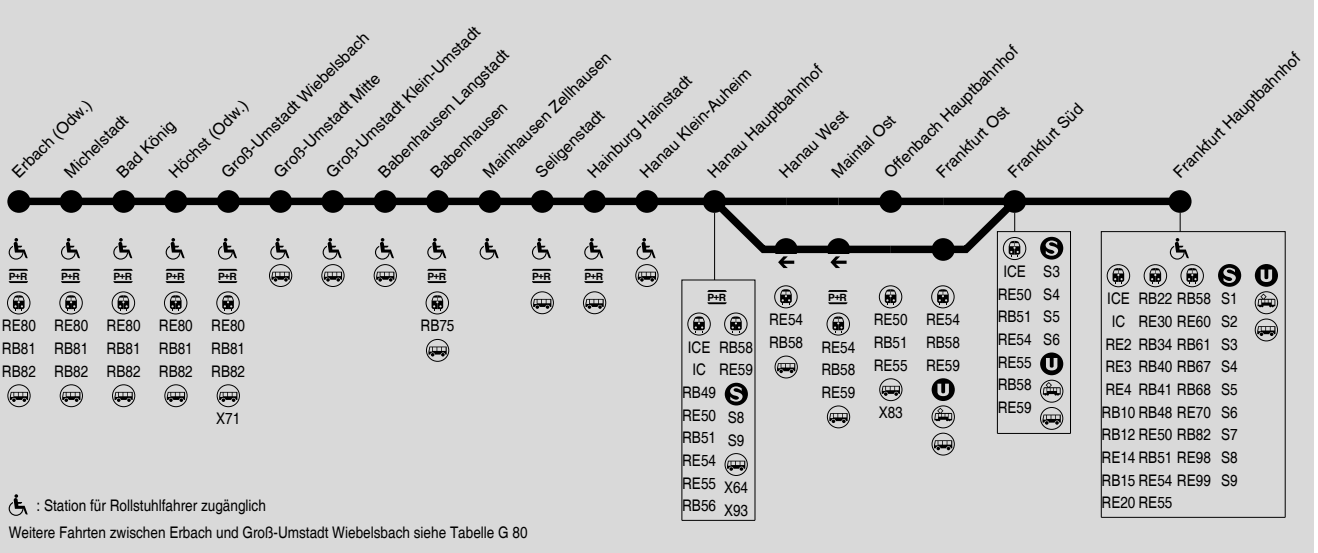 Erbach (Odw.)
Michelstadt
Bad König
Höchst (Odw.)
Groß-Umstadt Wiebelsbach
Groß-Umstadt Mitte
Groß-Umstadt Klein-Umstadt
Babenhausen Langstadt
Babenhausen
Mainhausen Zellhausen
Seligenstadt
Hainburg Hainstadt
Hanau Klein-Auheim
Hanau Hauptbahnhof
Hanau West
Maintal Ost
Offenbach Hauptbahnhof
Frankfurt Ost
Frankfurt Süd
Frankfurt Hauptbahnhof
P+R
RE80
RB81
RB82
P+R
RE80
RB81
RB82
P+R
RE80
RB81
RB82
P+R
RE80
RB81
RB82
P+R
RE80
RB81
RB82
X71
P+R
RB75
P+R
P+R
P+R
ICE RB58
IC RE59
RB49 S
RE50 S8
RB51 S9
RE54
RE55 X64
RB56 X93
RE54
RB58
P+R
RE54
RB58
RE59
RE50
RB51
RE55
X83
RE54
RB58
RE59
U
S
ICE S3
RE50 S4
RB51 S5
RE54 S6
RE55 U
RB58
RE59
S U
ICE RB22 RB58 S1
IC RE30 RE60 S2
RE2 RB34 RB61 S3
RE3 RB40 RB67 S4
RE4 RB41 RB68 S5
RB10 RB48 RE70 S6
RB12 RE50 RB82 S7
RE14 RB51 RE98 S8
RB15 RE54 RE99 S9
RE20 RE55
: Station für Rollstuhlfahrer zugänglich
Weitere Fahrten zwischen Erbach und Groß-Umstadt Wiebelsbach siehe Tabelle G 80